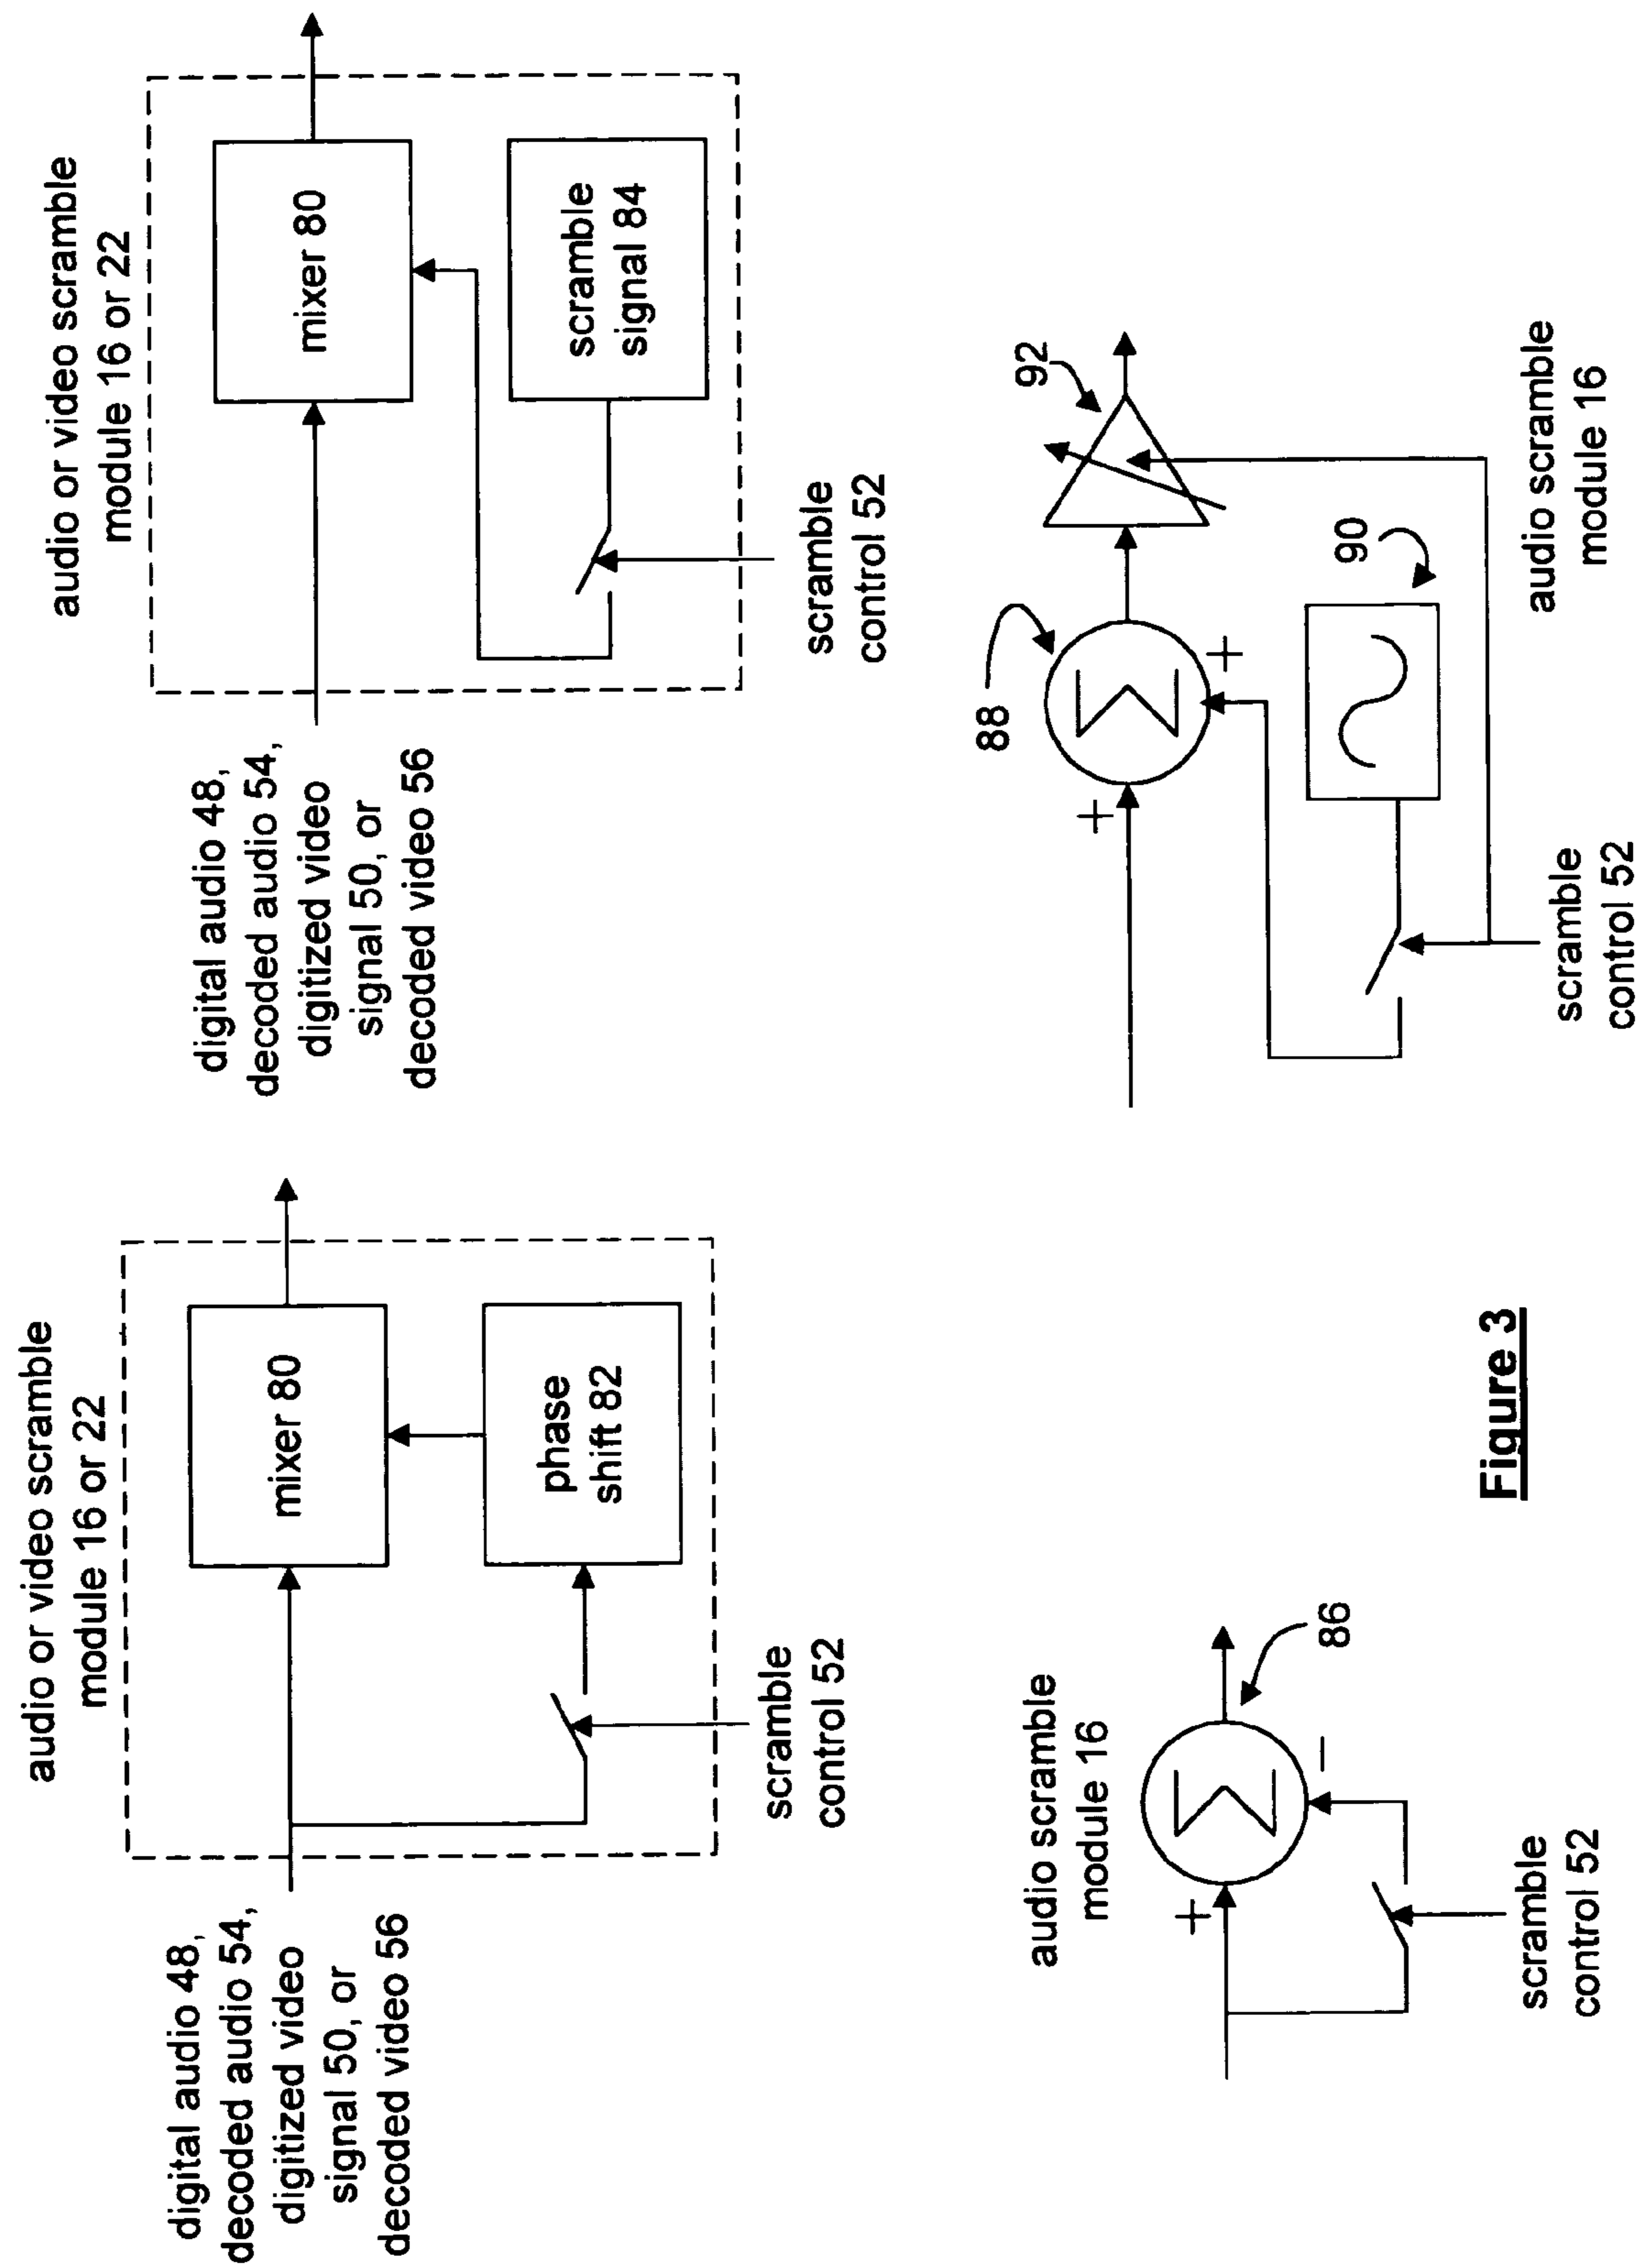 audio or video scramble
module 16 or 22
mixer 80
phase
shift 82
digital audio 48,
decoded audio 54,
digitized video
signal 50, or
decoded video 56
scramble
control 52
audio or video scramble
module 16 or 22
mixer 80
scramble
signal 84
digital audio 48,
decoded audio 54,
digitized video
signal 50, or
decoded video 56
scramble
control 52
audio scramble
module 16
+
Σ
−
86
scramble
control 52
88
+
Σ
+
92
90
scramble
control 52
audio scramble
module 16
Figure 3